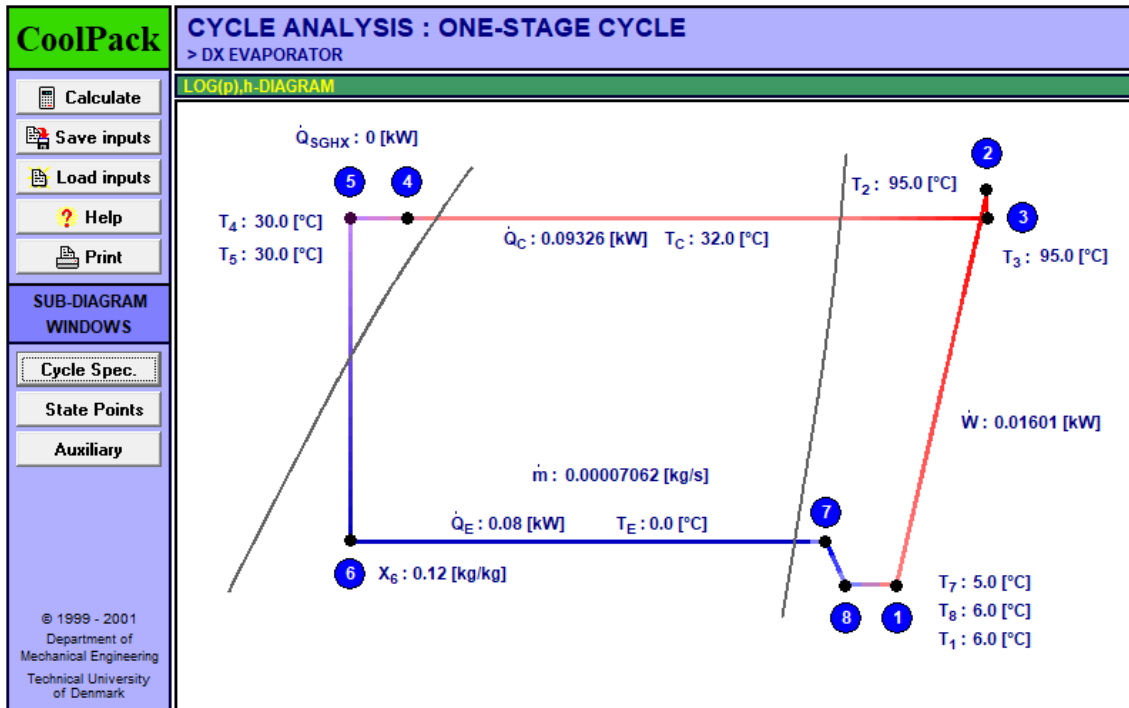 CoolPack
CYCLE ANALYSIS : ONE-STAGE CYCLE
> DX EVAPORATOR
LOG(p),h-DIAGRAM
Calculate
Save inputs
Load inputs
Help
Print
SUB-DIAGRAM
WINDOWS
Cycle Spec.
State Points
Auxiliary
© 1999 - 2001
Department of
Mechanical Engineering
Technical University
of Denmark
Q̇SGHX : 0 [kW]
5
4
2
T2 : 95.0 [°C]
3
T4 : 30.0 [°C]
T5 : 30.0 [°C]
Q̇C : 0.09326 [kW] TC : 32.0 [°C]
T3 : 95.0 [°C]
Ẇ : 0.01601 [kW]
ṁ : 0.00007062 [kg/s]
Q̇E : 0.08 [kW] TE : 0.0 [°C]
7
6
X6 : 0.12 [kg/kg]
8
1
T7 : 5.0 [°C]
T8 : 6.0 [°C]
T1 : 6.0 [°C]